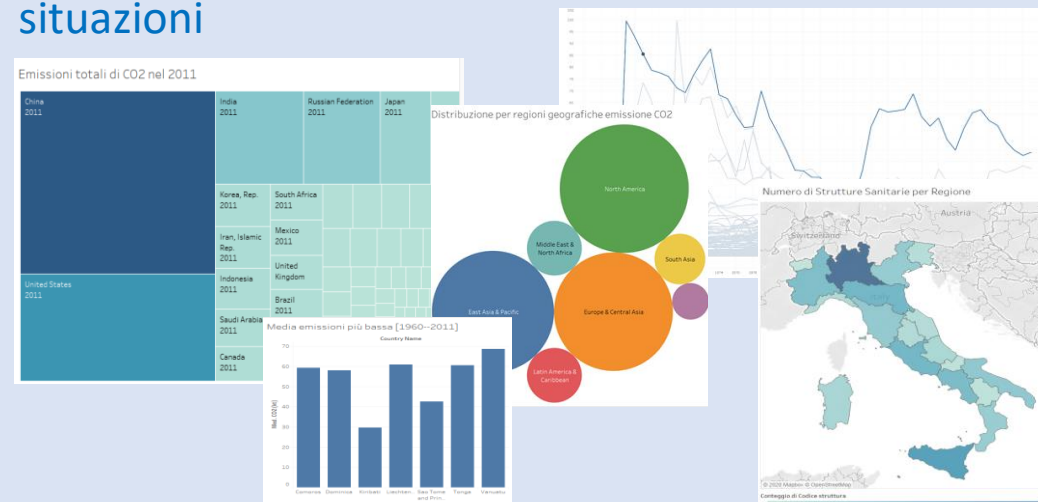 situazioni
Emissioni totali di CO2 nel 2011
China
2011
India
2011
Russian Federation
2011
Japan
2011
Korea, Rep.
2011
South Africa
2011
Iran, Islamic
Rep.
2011
Mexico
2011
United
Kingdom
Indonesia
2011
Brazil
2011
United States
2011
Saudi Arabia
2011
Canada
2011
Distribuzione per regioni geografiche emissione CO2
North America
Middle East &
North Africa
South Asia
East Asia & Pacific
Europe & Central Asia
Latin America &
Caribbean
Media emissioni più bassa [1960--2011]
Country Name
70
60
50
40
30
20
10
0
Comoros
Dominica
Kiribati
Liechten..
Sao Tome
and Prin..
Tonga
Vanuatu
Numero di Strutture Sanitarie per Regione
Austria
Switzerland
Italy
© 2020 Mapbox © OpenStreetMap
Conteggio di Codice struttura